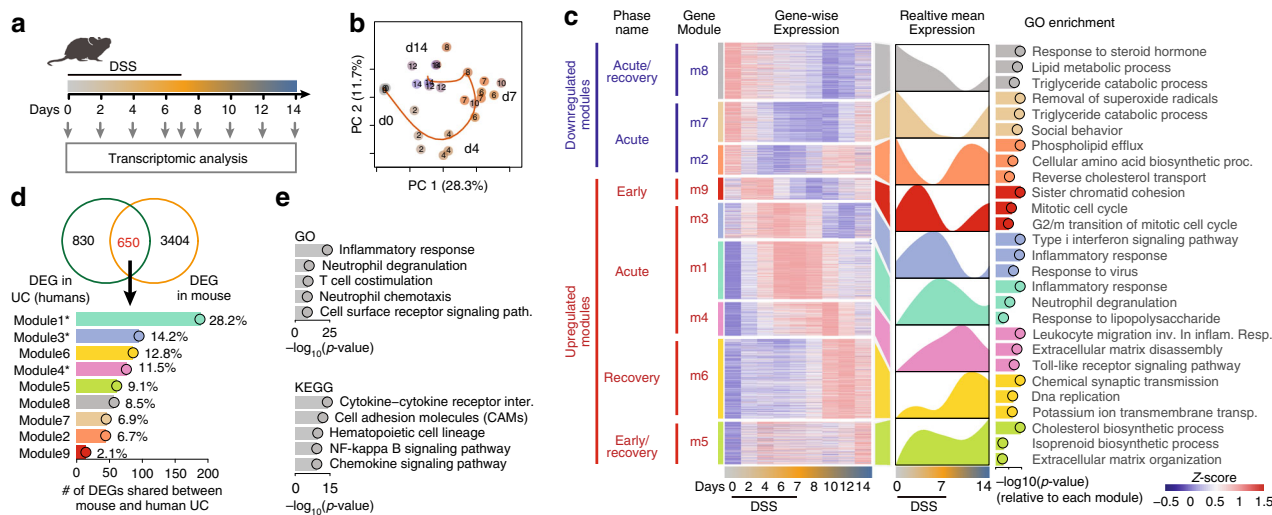 a
DSS
Days 0 2 4 6 8 10 12 14
Transcriptomic analysis
b
d14
d7
d0
d4
PC 2 (11.7%)
PC 1 (28.3%)
c
Phase
name
Gene
Module
Gene-wise
Expression
Realtive mean
Expression
GO enrichment
Downregulated
modules
Upregulated
modules
Acute/
recovery
m8
Response to steroid hormone
Lipid metabolic process
Triglyceride catabolic process
Acute
m7
Removal of superoxide radicals
Triglyceride catabolic process
Social behavior
m2
Phospholipid efflux
Cellular amino acid biosynthetic proc.
Reverse cholesterol transport
Early
m9
Sister chromatid cohesion
Mitotic cell cycle
G2/m transition of mitotic cell cycle
Acute
m3
Type i interferon signaling pathway
Inflammatory response
Response to virus
m1
Inflammatory response
Neutrophil degranulation
Response to lipopolysaccharide
m4
Leukocyte migration inv. In inflam. Resp.
Extracellular matrix disassembly
Toll-like receptor signaling pathway
Recovery
m6
Chemical synaptic transmission
Dna replication
Potassium ion transmembrane transp.
Early/
recovery
m5
Cholesterol biosynthetic process
Isoprenoid biosynthetic process
Extracellular matrix organization
Days 0 2 4 6 7 8 10 12 14
DSS
0 7 14
DSS
−log10(p-value)
(relative to each module)
Z-score
−0.5 0 0.5 1 1.5
d
830 650 3404
DEG in
UC (humans)
DEG
in mouse
Module1* 28.2%
Module3* 14.2%
Module6 12.8%
Module4* 11.5%
Module5 9.1%
Module8 8.5%
Module7 6.9%
Module2 6.7%
Module9 2.1%
0 100 200
# of DEGs shared between
mouse and human UC
e
GO
Inflammatory response
Neutrophil degranulation
T cell costimulation
Neutrophil chemotaxis
Cell surface receptor signaling path.
0 25
−log10(p-value)
KEGG
Cytokine−cytokine receptor inter.
Cell adhesion molecules (CAMs)
Hematopoietic cell lineage
NF-kappa B signaling pathway
Chemokine signaling pathway
0 15
−log10(p-value)